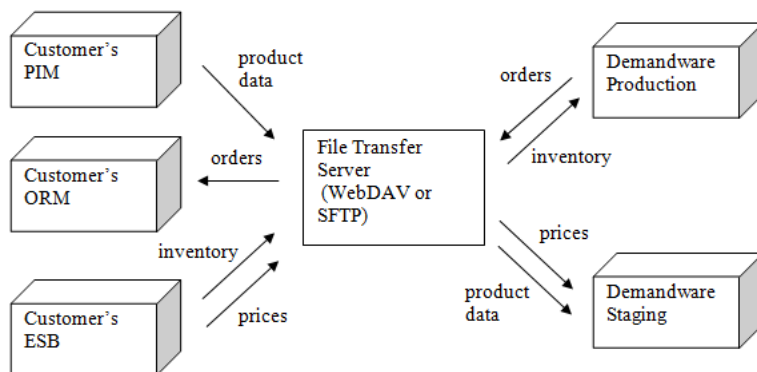 Customer’s
PIM
product
data
orders
Demandware
Production
File Transfer
Server
(WebDAV or
SFTP)
inventory
Customer’s
ORM
orders
inventory
prices
Customer’s
ESB
prices
product
data
Demandware
Staging